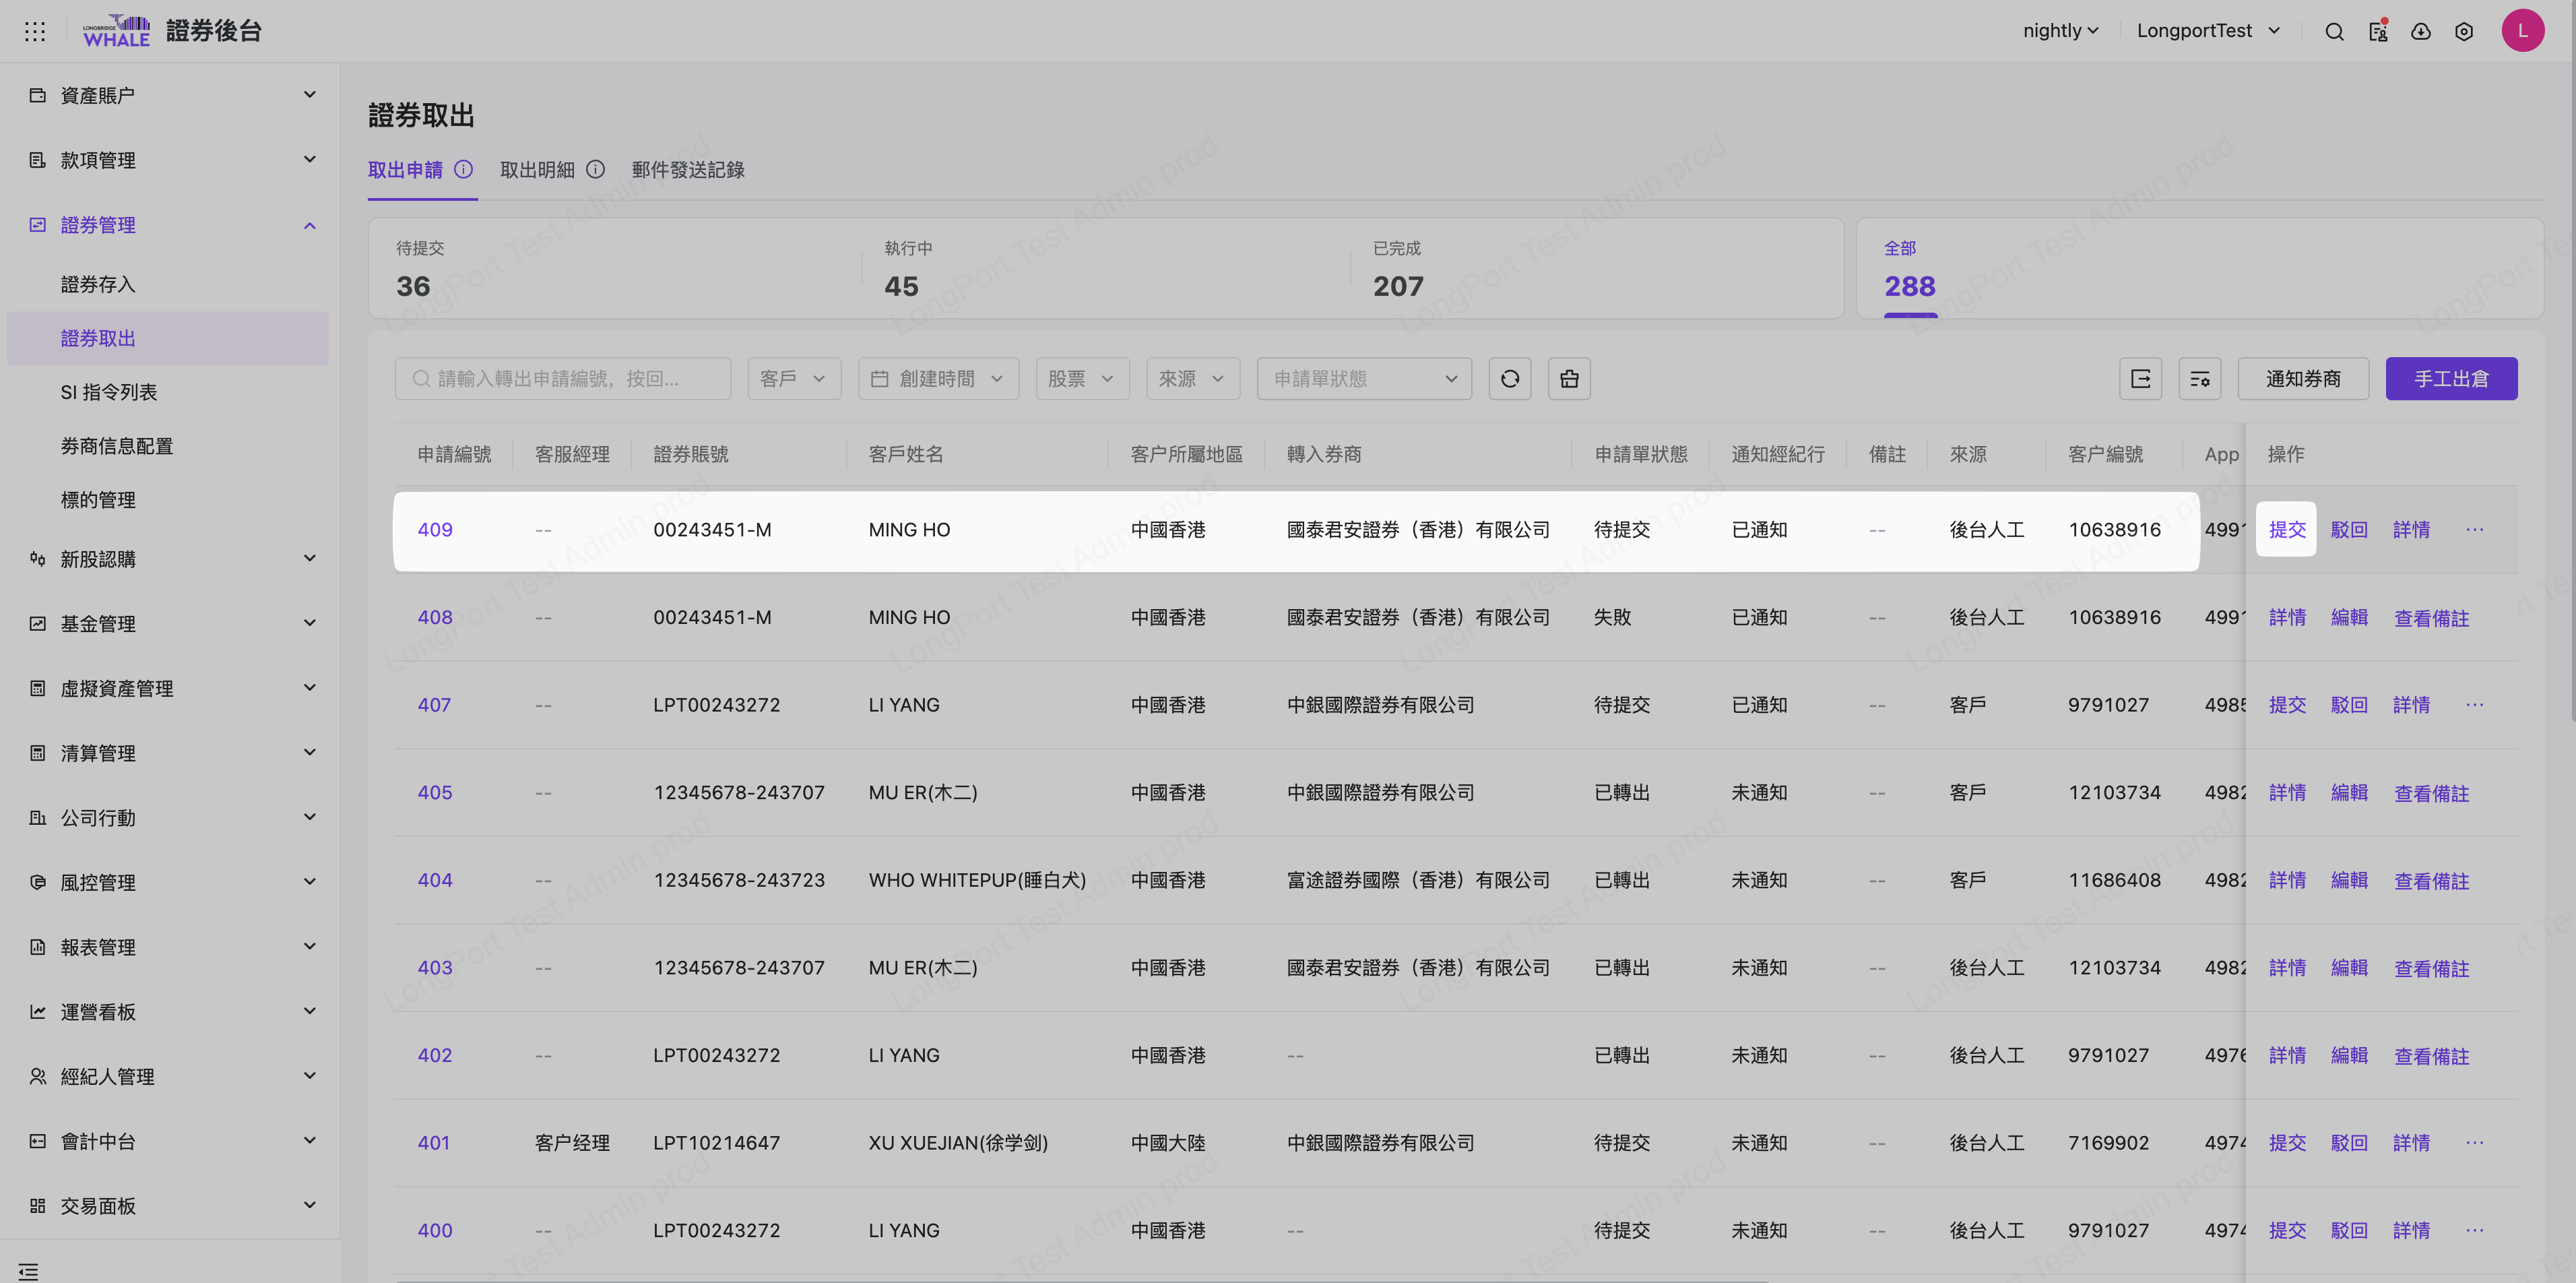 LONGBRIDGE
WHALE
證券後台
nightly
LongportTest
L
資產賬户
款項管理
證券管理
證券存入
證券取出
SI 指令列表
券商信息配置
標的管理
新股認購
基金管理
虛擬資產管理
清算管理
公司行動
風控管理
報表管理
運營看板
經紀人管理
會計中台
交易面板
證券取出
取出申請 取出明細 郵件發送記錄
待提交 執行中 已完成 全部
36 45 207 288
請輸入轉出申請編號，按回... 客戶 創建時間 股票 來源 申請單狀態 通知券商 手工出倉
申請編號 客服經理 證券賬號 客戶姓名 客户所屬地區 轉入券商 申請單狀態 通知經紀行 備註 來源 客户編號 App 操作
409 -- 00243451-M MING HO 中國香港 國泰君安證券（香港）有限公司 待提交 已通知 -- 後台人工 10638916 4991 提交 駁回 詳情 ...
408 -- 00243451-M MING HO 中國香港 國泰君安證券（香港）有限公司 失敗 已通知 -- 後台人工 10638916 4991 詳情 編輯 查看備註
407 -- LPT00243272 LI YANG 中國香港 中銀國際證券有限公司 待提交 已通知 -- 客戶 9791027 4985 提交 駁回 詳情 ...
405 -- 12345678-243707 MU ER(木二) 中國香港 中銀國際證券有限公司 已轉出 未通知 -- 客戶 12103734 4982 詳情 編輯 查看備註
404 -- 12345678-243723 WHO WHITEPUP(睡白犬) 中國香港 富途證券國際（香港）有限公司 已轉出 未通知 -- 客戶 11686408 4982 詳情 編輯 查看備註
403 -- 12345678-243707 MU ER(木二) 中國香港 國泰君安證券（香港）有限公司 已轉出 未通知 -- 後台人工 12103734 4982 詳情 編輯 查看備註
402 -- LPT00243272 LI YANG 中國香港 -- 已轉出 未通知 -- 後台人工 9791027 4976 詳情 編輯 查看備註
401 客户经理 LPT10214647 XU XUEJIAN(徐学剑) 中國大陸 中銀國際證券有限公司 待提交 未通知 -- 後台人工 7169902 4974 提交 駁回 詳情 ...
400 -- LPT00243272 LI YANG 中國香港 -- 待提交 未通知 -- 後台人工 9791027 4974 提交 駁回 詳情 ...
LongPort Test Admin prod